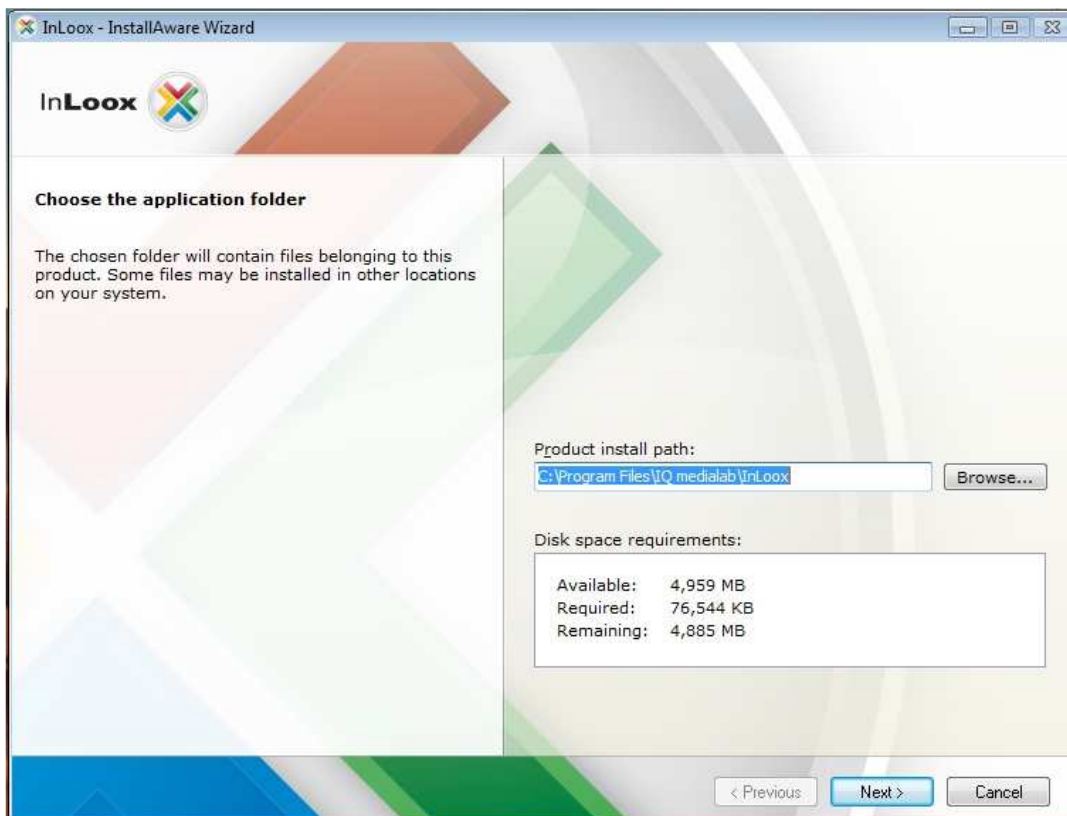 InLoox - InstallAware Wizard
InLoox
Choose the application folder
The chosen folder will contain files belonging to this
product. Some files may be installed in other locations
on your system.
Product install path:
C:\Program Files\IQ medialab\InLoox
Browse...
Disk space requirements:
Available: 4,959 MB
Required: 76,544 KB
Remaining: 4,885 MB
< Previous
Next >
Cancel